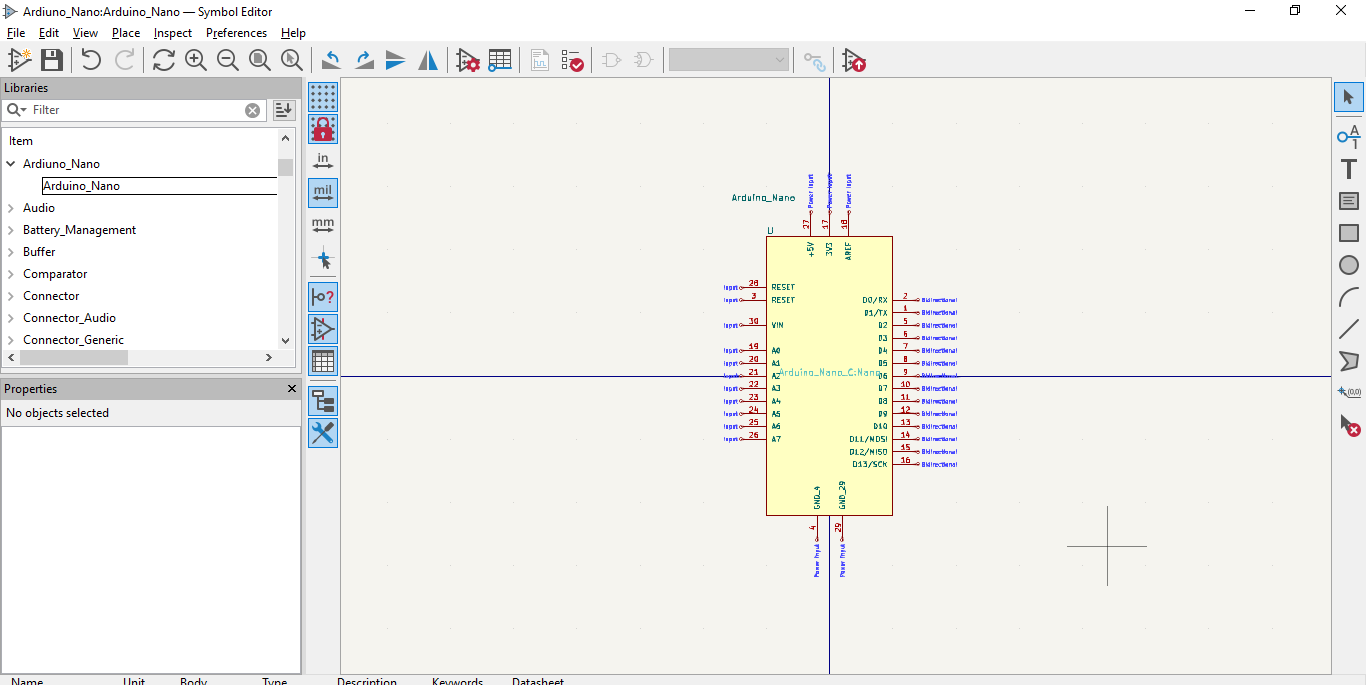 Ardiuno_Nano:Arduino_Nano — Symbol Editor
File Edit View Place Inspect Preferences Help
Libraries
Filter
Item
Ardiuno_Nano
Arduino_Nano
Audio
Battery_Management
Buffer
Comparator
Connector
Connector_Audio
Connector_Generic
Properties
No objects selected
in
mil
mm
A
1
T
(0,0)
Arduino_Nano
U
Power Input Power Input Power Input
27 17 18
+5V 3V3 AREF
Input 28 RESET
Input 3 RESET
Input 30 VIN
Input 19 A0
Input 20 A1
Input 21 A2
Input 22 A3
Input 23 A4
Input 24 A5
Input 25 A6
Input 26 A7
Arduino_Nano_C:Nano
D0/RX 2 Bidirectional
D1/TX 1 Bidirectional
D2 5 Bidirectional
D3 6 Bidirectional
D4 7 Bidirectional
D5 8 Bidirectional
D6 9 Bidirectional
D7 10 Bidirectional
D8 11 Bidirectional
D9 12 Bidirectional
D10 13 Bidirectional
D11/MOSI 14 Bidirectional
D12/MISO 15 Bidirectional
D13/SCK 16 Bidirectional
GND_4 GND_29
4 29
Power Input Power Input
Name Unit Body Type Description Keywords Datasheet